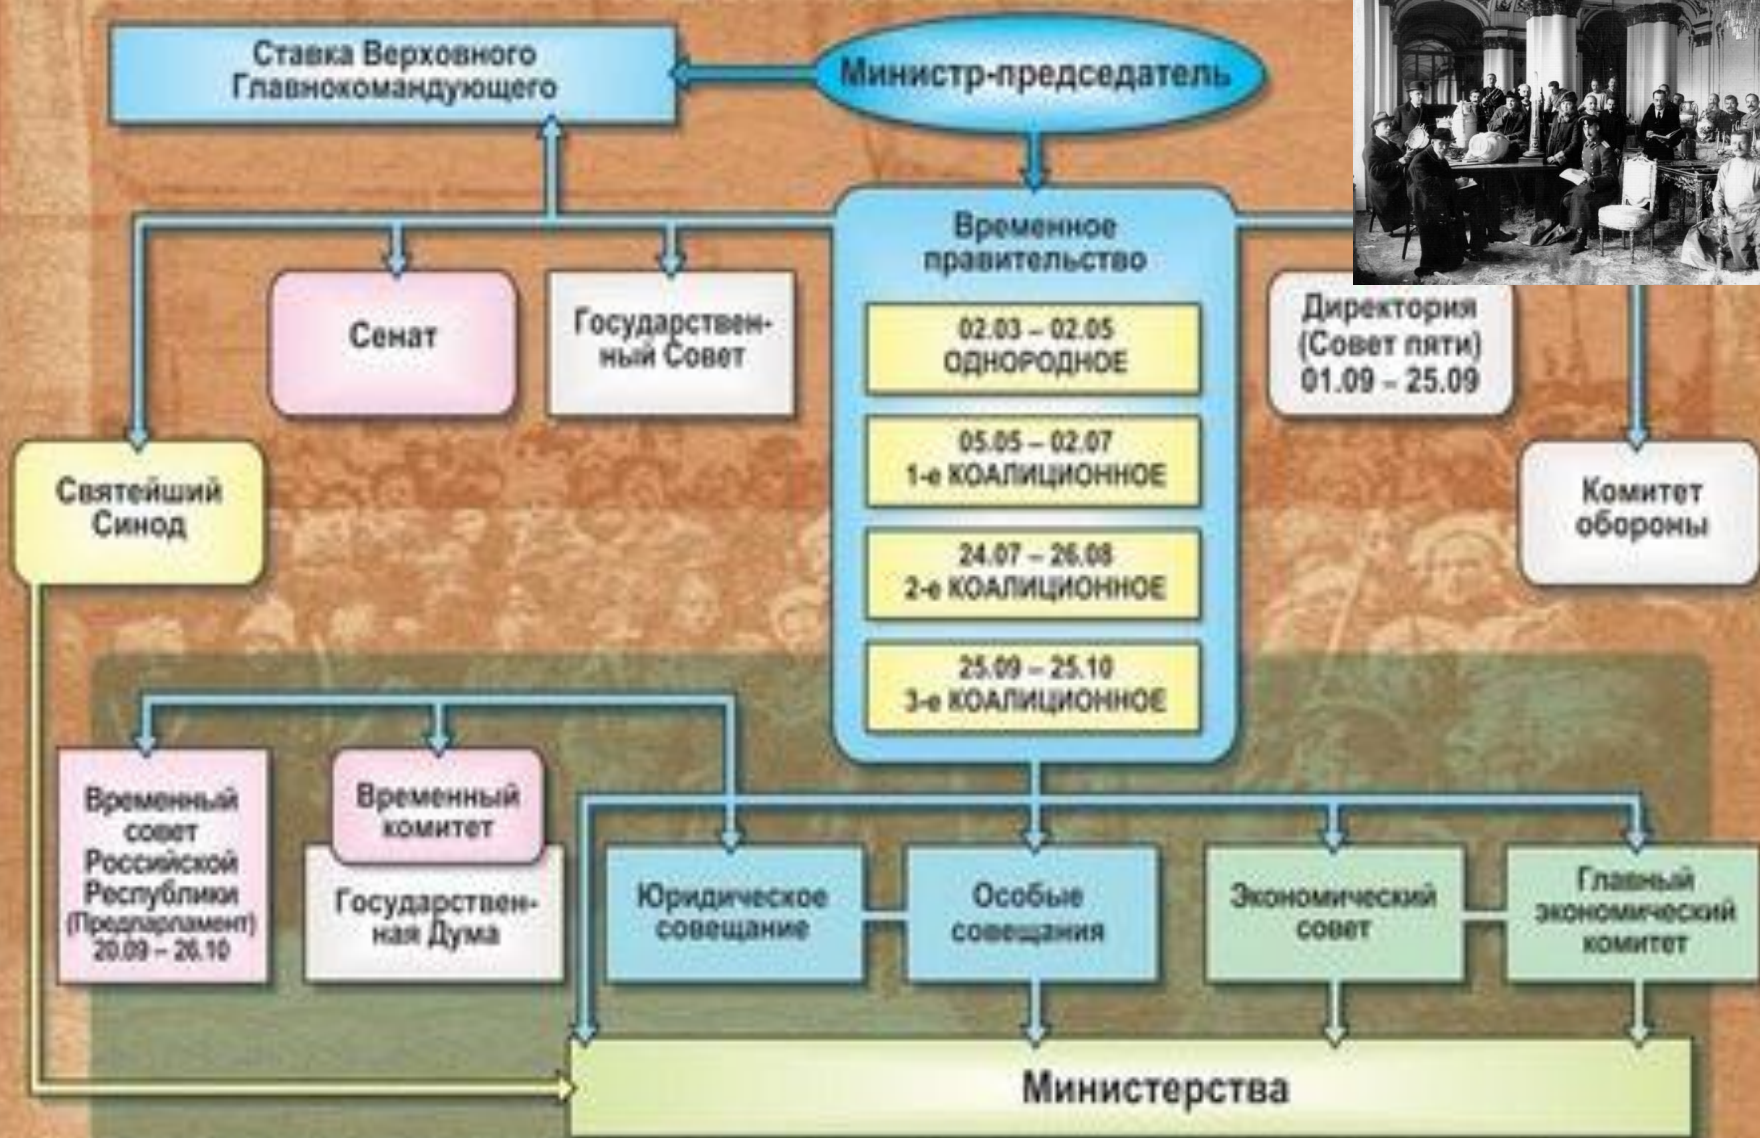 Ставка Верховного
Главнокомандующего
Министр-председатель
Временное
правительство
02.03 – 02.05
ОДНОРОДНОЕ
05.05 – 02.07
1-е КОАЛИЦИОННОЕ
24.07 – 26.08
2-е КОАЛИЦИОННОЕ
25.09 – 25.10
3-е КОАЛИЦИОННОЕ
Сенат
Государствен-
ный Совет
Директория
(Совет пяти)
01.09 – 25.09
Святейший
Синод
Комитет
обороны
Временный
совет
Российской
Республики
(Предпарламент)
20.09 – 26.10
Временный
комитет
Государствен-
ная Дума
Юридическое
совещание
Особые
совещания
Экономический
совет
Главный
экономический
комитет
Министерства